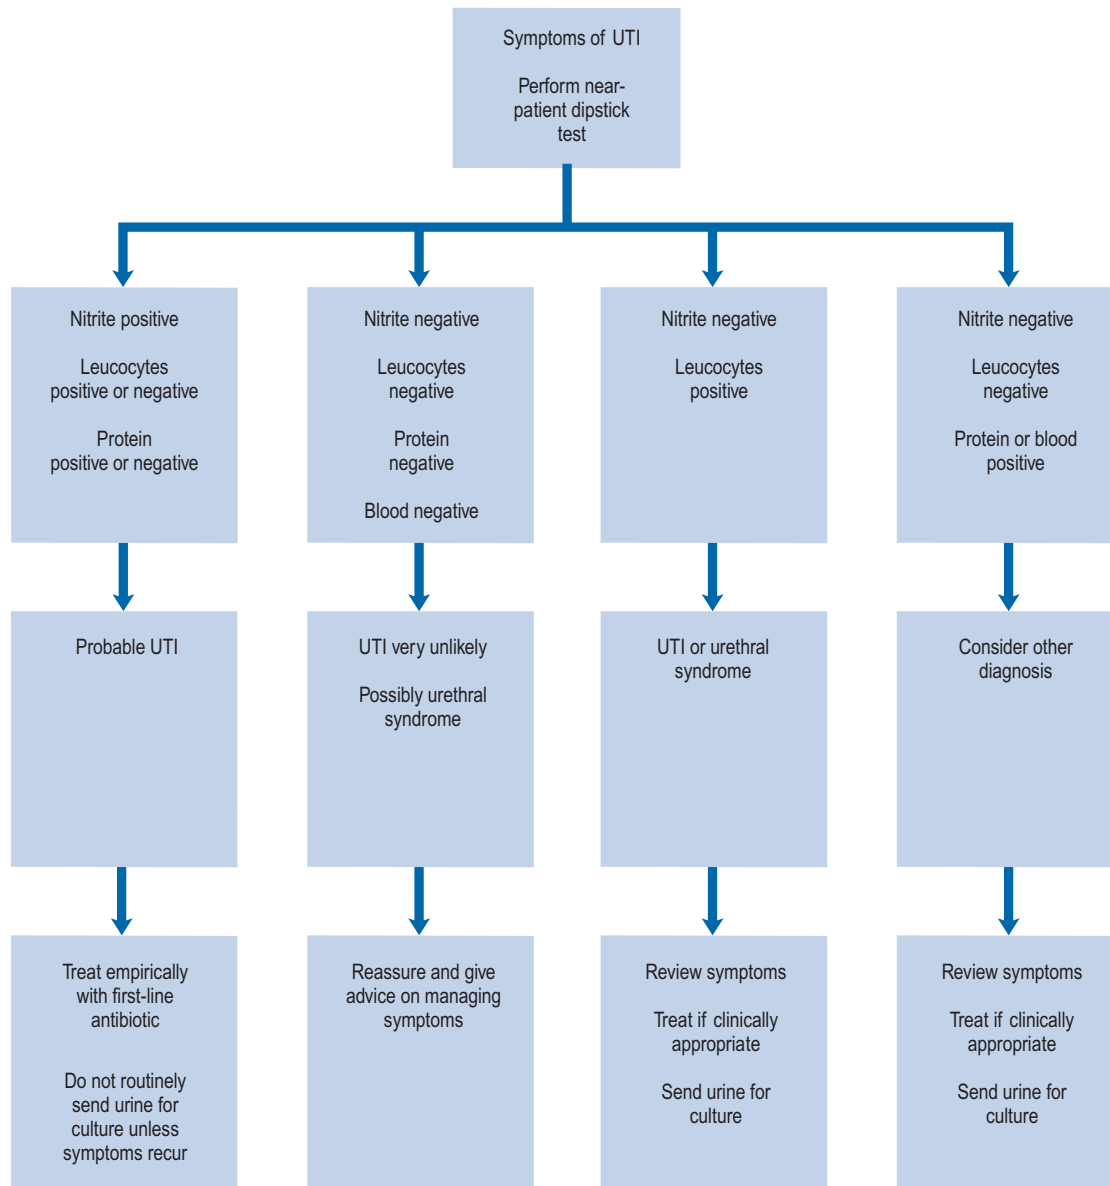 Symptoms of UTI
Perform near-
patient dipstick
test
Nitrite positive
Leucocytes
positive or negative
Protein
positive or negative
Nitrite negative
Leucocytes
negative
Protein
negative
Blood negative
Nitrite negative
Leucocytes
positive
Nitrite negative
Leucocytes
negative
Protein or blood
positive
Probable UTI
UTI very unlikely
Possibly urethral
syndrome
UTI or urethral
syndrome
Consider other
diagnosis
Treat empirically
with first-line
antibiotic
Do not routinely
send urine for
culture unless
symptoms recur
Reassure and give
advice on managing
symptoms
Review symptoms
Treat if clinically
appropriate
Send urine for
culture
Review symptoms
Treat if clinically
appropriate
Send urine for
culture